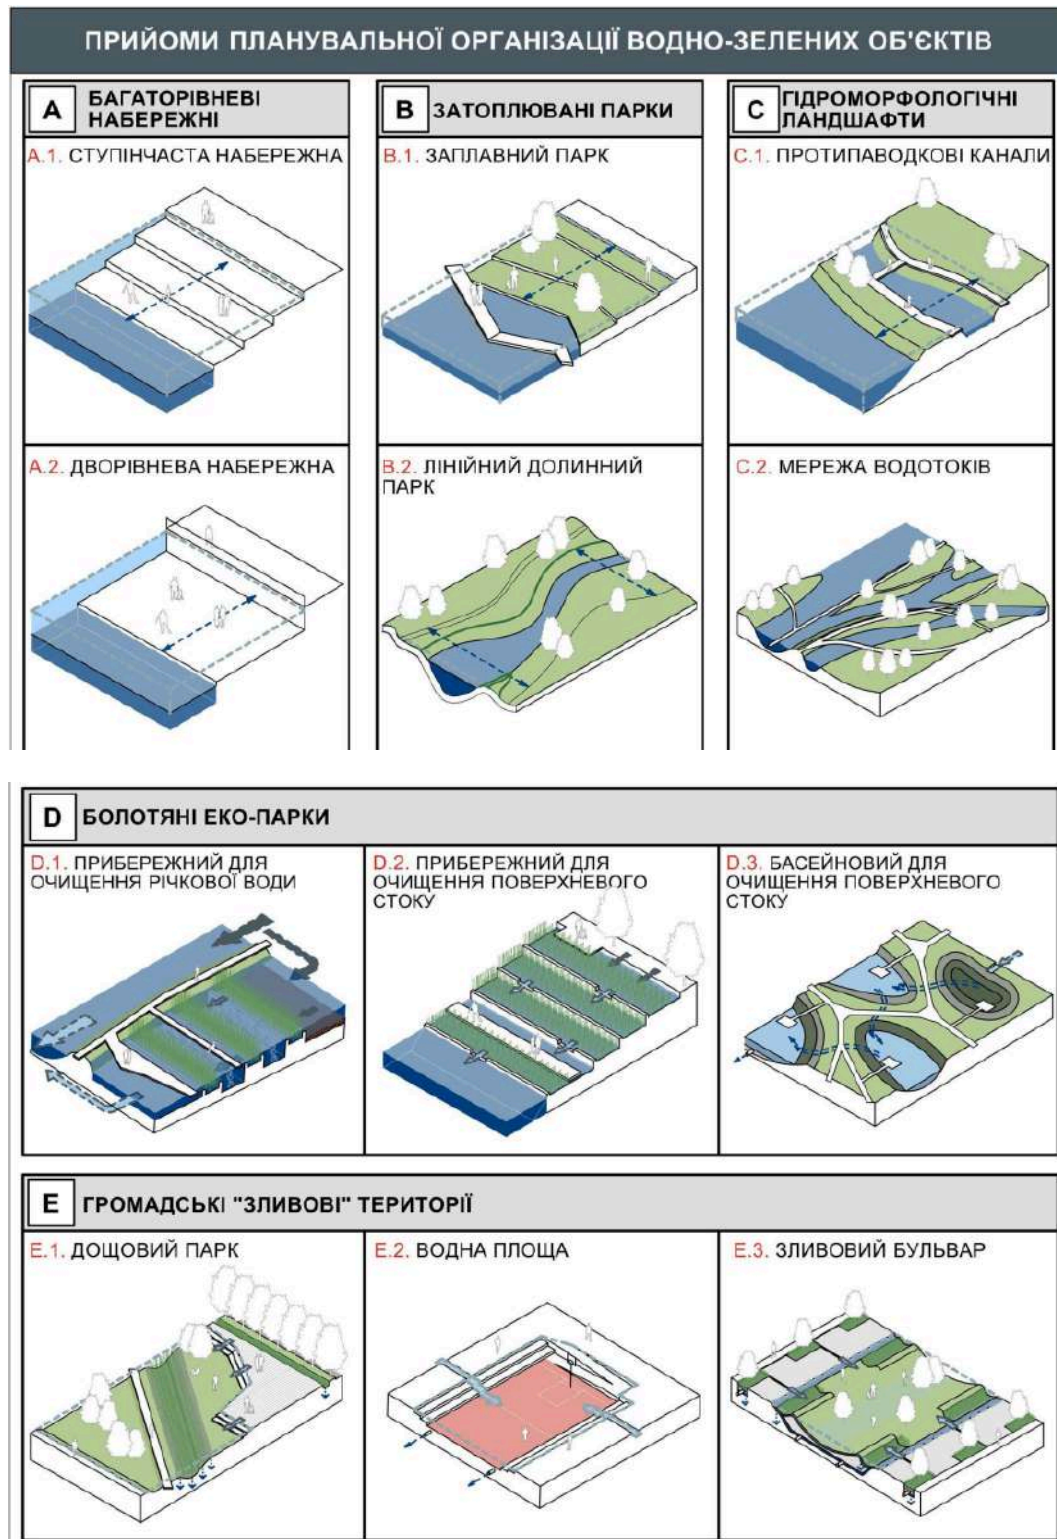 ПРИЙОМИ ПЛАНУВАЛЬНОЇ ОРГАНІЗАЦІЇ ВОДНО-ЗЕЛЕНИХ ОБ'ЄКТІВ
A
БАГАТОРІВНЕВІ
НАБЕРЕЖНІ
A.1. СТУПІНЧАСТА НАБЕРЕЖНА
A.2. ДВОРІВНЕВА НАБЕРЕЖНА
B
ЗАТОПЛЮВАНІ ПАРКИ
B.1. ЗАПЛАВНИЙ ПАРК
B.2. ЛІНІЙНИЙ ДОЛИННИЙ
ПАРК
C
ГІДРОМОРФОЛОГІЧНІ
ЛАНДШАФТИ
C.1. ПРОТИПАВОДКОВІ КАНАЛИ
C.2. МЕРЕЖА ВОДОТОКІВ
D
БОЛОТЯНІ ЕКО-ПАРКИ
D.1. ПРИБЕРЕЖНИЙ ДЛЯ
ОЧИЩЕННЯ РІЧКОВОЇ ВОДИ
D.2. ПРИБЕРЕЖНИЙ ДЛЯ
ОЧИЩЕННЯ ПОВЕРХНЕВОГО
СТОКУ
D.3. БАСЕЙНОВИЙ ДЛЯ
ОЧИЩЕННЯ ПОВЕРХНЕВОГО
СТОКУ
E
ГРОМАДСЬКІ "ЗЛИВОВІ" ТЕРИТОРІЇ
E.1. ДОЩОВИЙ ПАРК
E.2. ВОДНА ПЛОЩА
E.3. ЗЛИВОВИЙ БУЛЬВАР